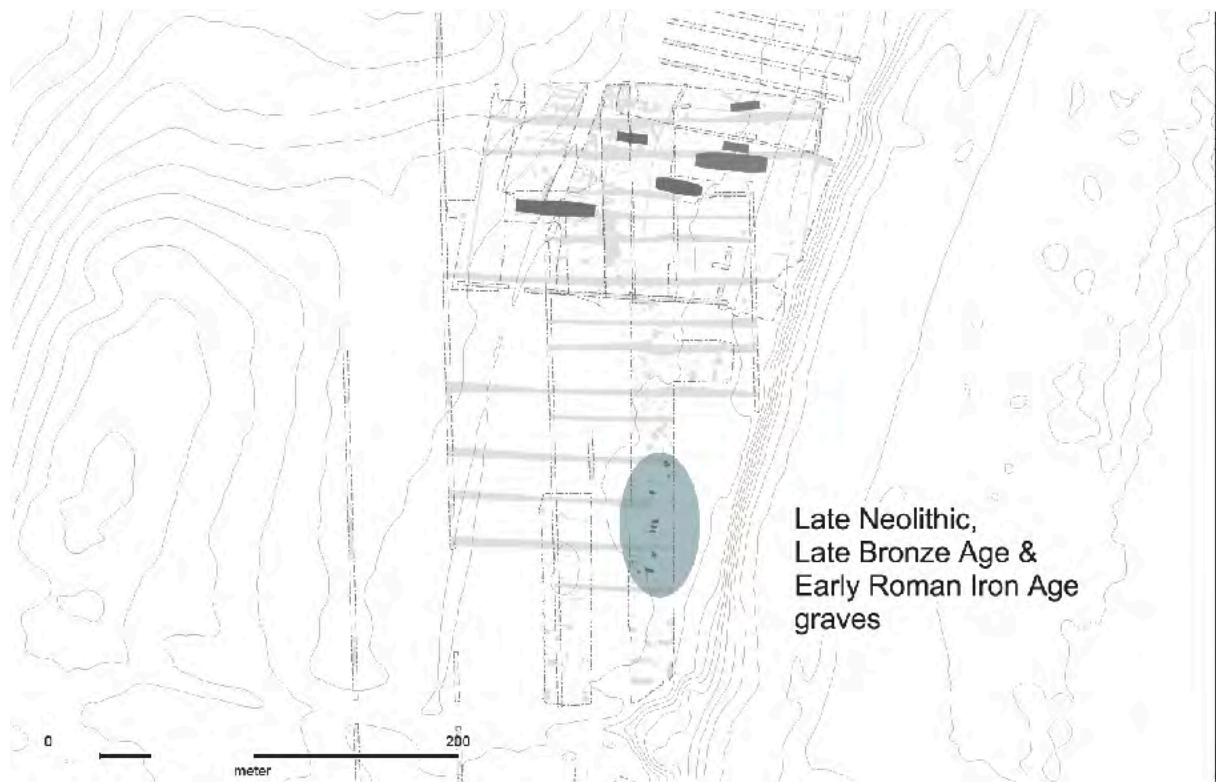 Late Neolithic,
Late Bronze Age &
Early Roman Iron Age
graves
0
200
meter